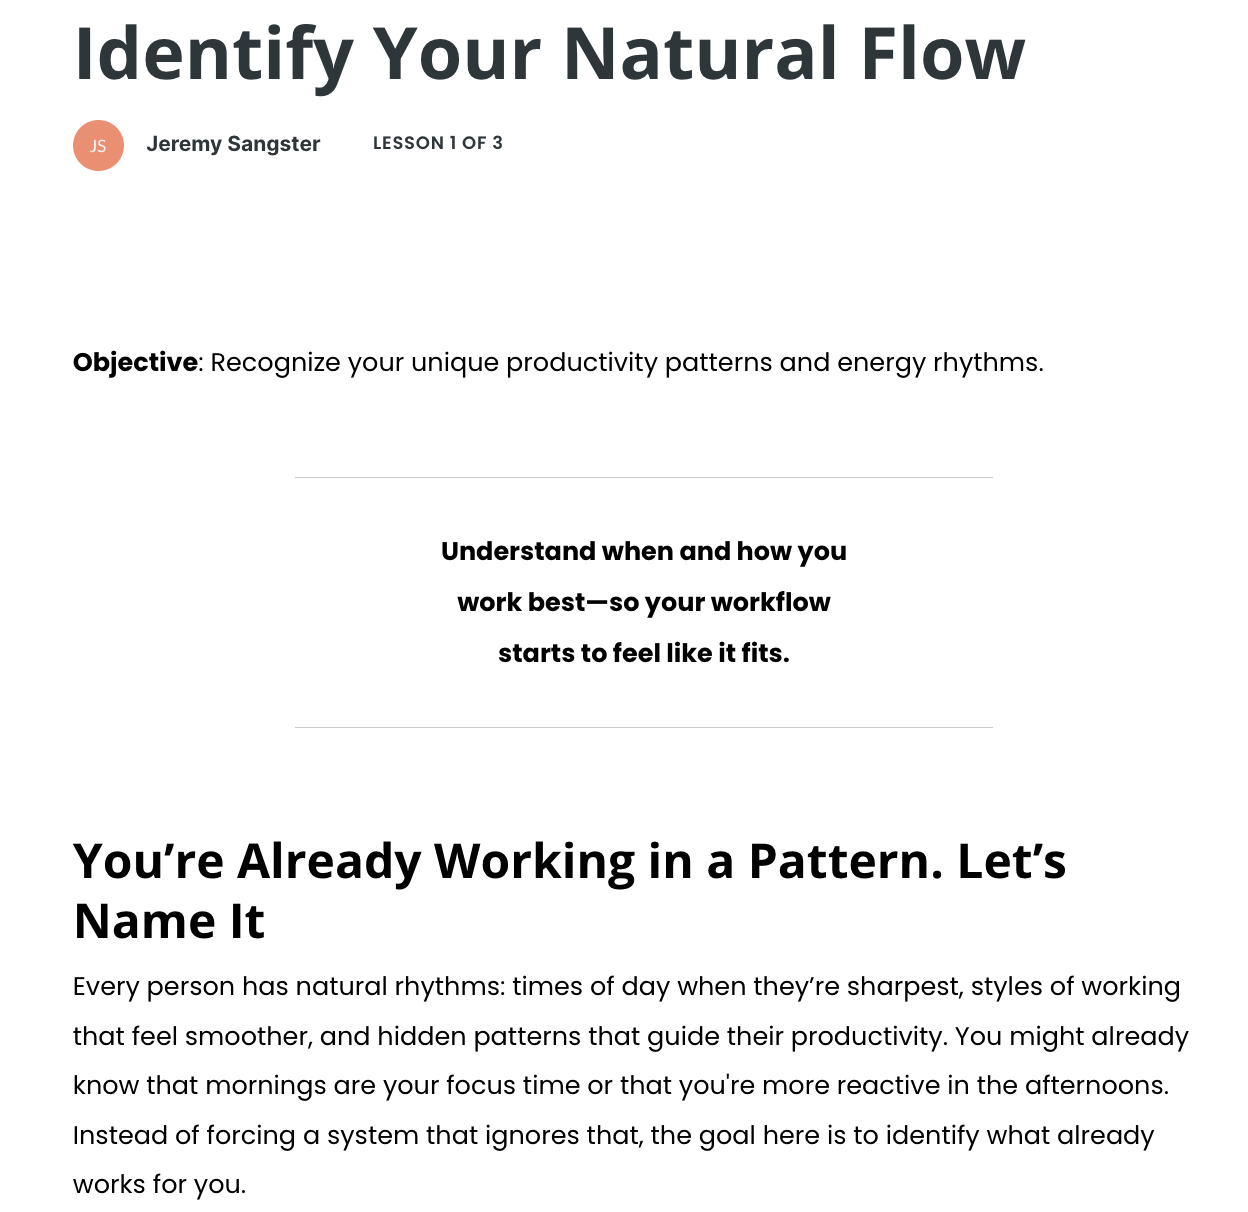 Identify Your Natural Flow
JS
Jeremy Sangster
LESSON 1 OF 3
Objective: Recognize your unique productivity patterns and energy rhythms.
Understand when and how you
work best—so your workflow
starts to feel like it fits.
You’re Already Working in a Pattern. Let’s
Name It
Every person has natural rhythms: times of day when they’re sharpest, styles of working
that feel smoother, and hidden patterns that guide their productivity. You might already
know that mornings are your focus time or that you're more reactive in the afternoons.
Instead of forcing a system that ignores that, the goal here is to identify what already
works for you.